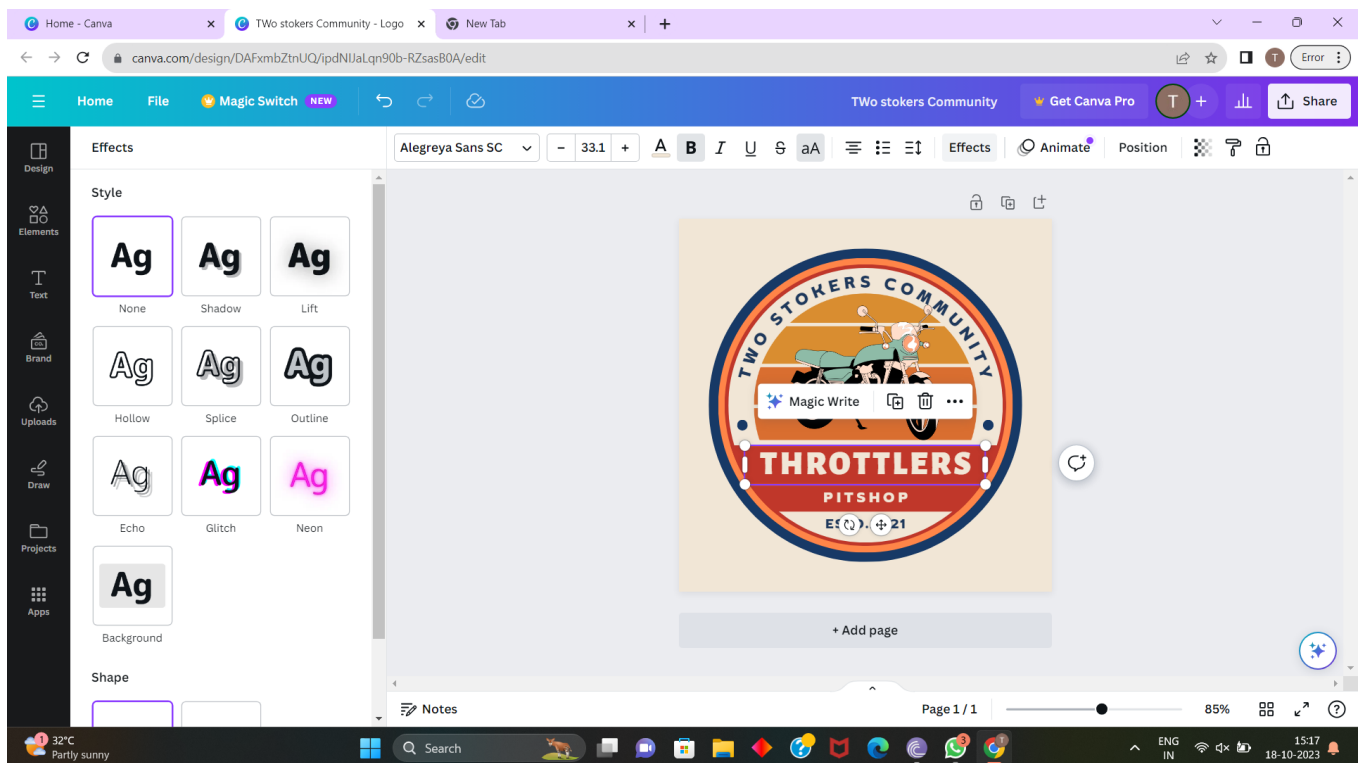 Home - Canva
TWo stokers Community - Logo
New Tab
canva.com/design/DAFxmbZtnUQ/ipdNIJaLqn90b-RZsasB0A/edit
T
Error
Home
File
Magic Switch
NEW
TWo stokers Community
Get Canva Pro
T
Share
Design
Elements
Text
CO.
Brand
Uploads
Draw
Projects
Apps
Effects
Style
Ag
Ag
Ag
None
Shadow
Lift
Ag
Ag
Ag
Hollow
Splice
Outline
Ag
Ag
Ag
Echo
Glitch
Neon
Ag
Background
Shape
Alegreya Sans SC
33.1
A
B
I
U
S
aA
Effects
Animate
Position
TWO STOKERS COMMUNITY
Magic Write
THROTTLERS
PITSHOP
+ Add page
Notes
Page 1 / 1
85%
1
32°C
Partly sunny
Search
3
T
ENG
IN
15:17
18-10-2023